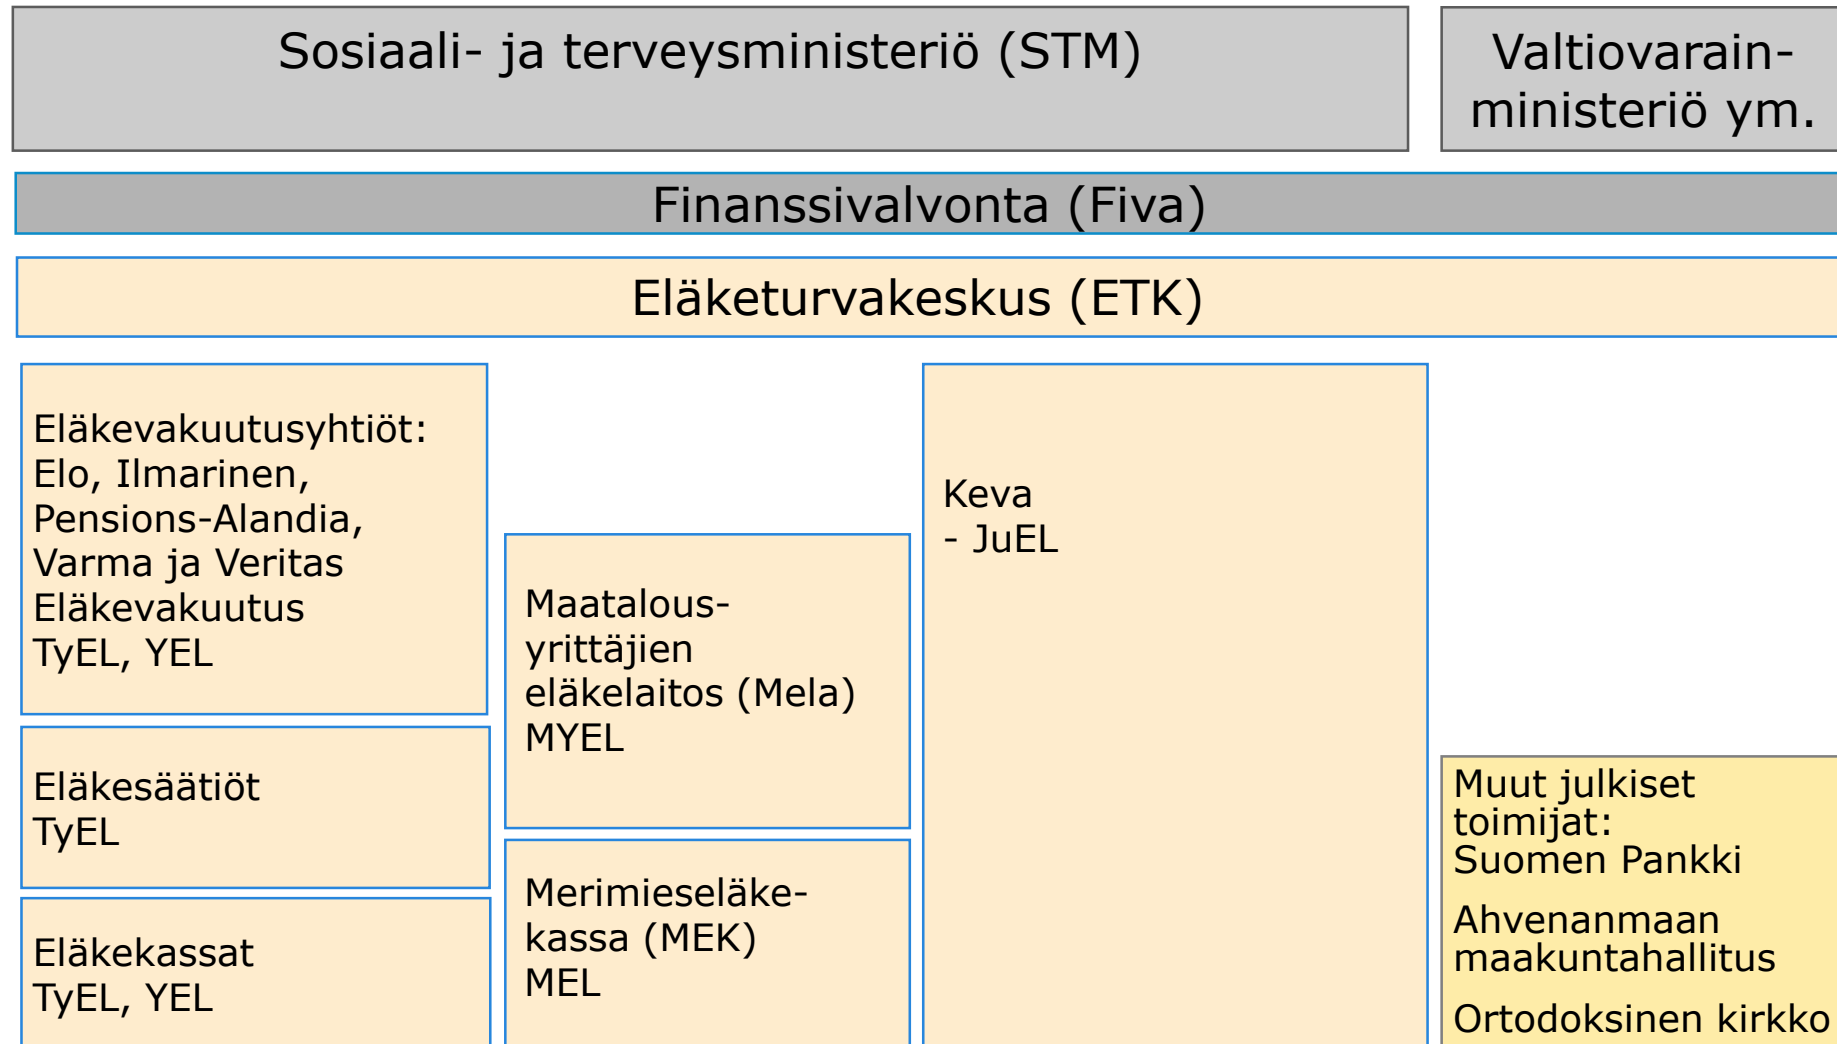 Sosiaali- ja terveysministeriö (STM)
Valtiovarain-
ministeriö ym.
Finanssivalvonta (Fiva)
Eläketurvakeskus (ETK)
Eläkevakuutusyhtiöt:
Elo, Ilmarinen,
Pensions-Alandia,
Varma ja Veritas
Eläkevakuutus
TyEL, YEL
Eläkesäätiöt
TyEL
Eläkekassat
TyEL, YEL
Maatalous-
yrittäjien
eläkelaitos (Mela)
MYEL
Merimieseläke-
kassa (MEK)
MEL
Keva
- JuEL
Muut julkiset
toimijat:
Suomen Pankki
Ahvenanmaan
maakuntahallitus
Ortodoksinen kirkko